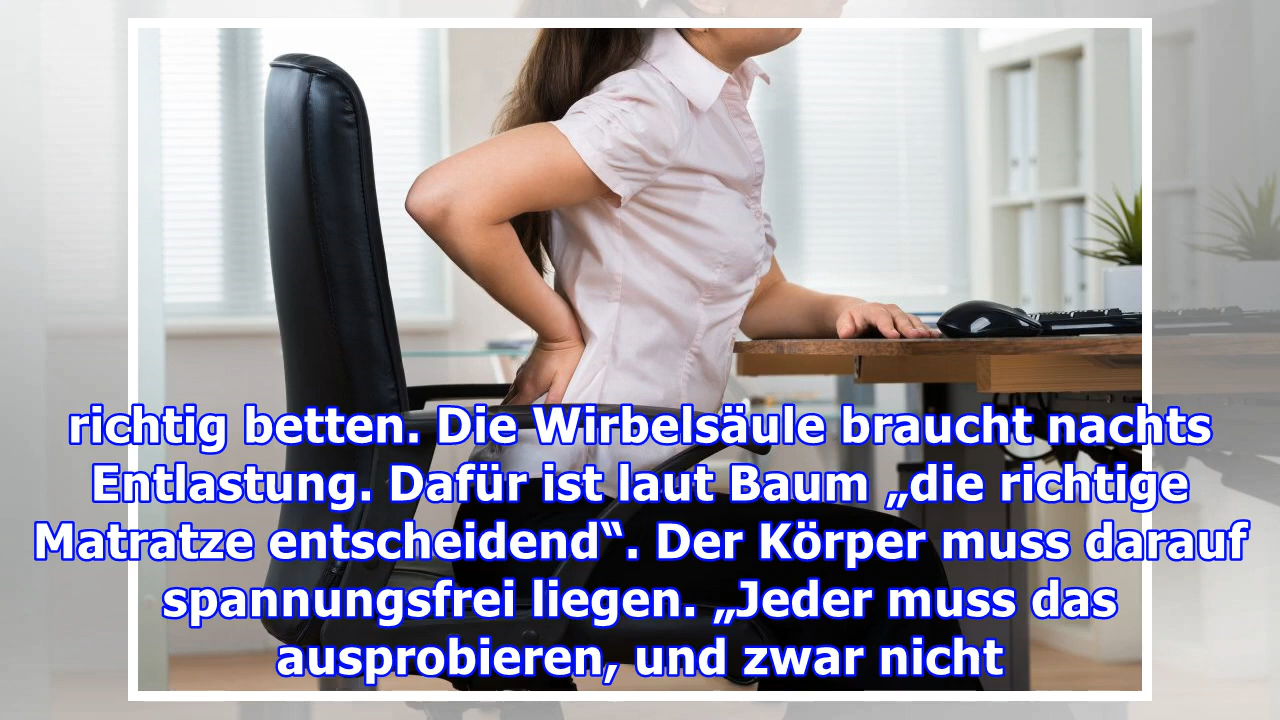 richtig betten. Die Wirbelsäule braucht nachts
Entlastung. Dafür ist laut Baum „die richtige
Matratze entscheidend“. Der Körper muss darauf
spannungsfrei liegen. „Jeder muss das
ausprobieren, und zwar nicht